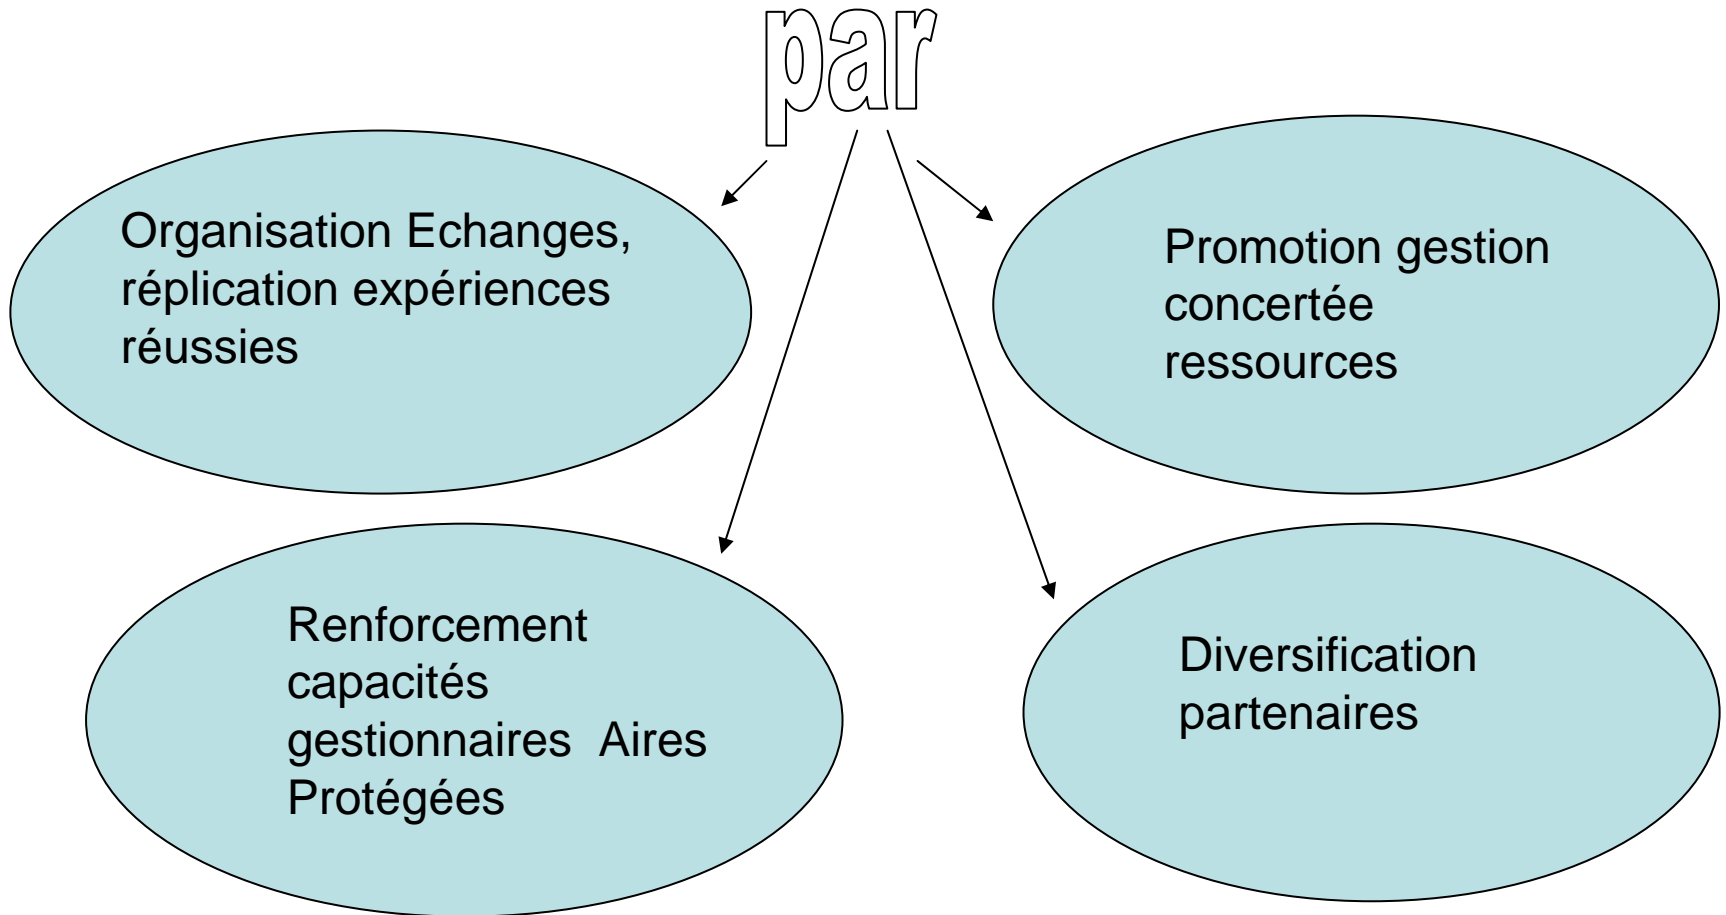 par
Organisation Echanges,
réplication expériences
réussies
Promotion gestion
concertée
ressources
Renforcement
capacités
gestionnaires  Aires
Protégées
Diversification
partenaires